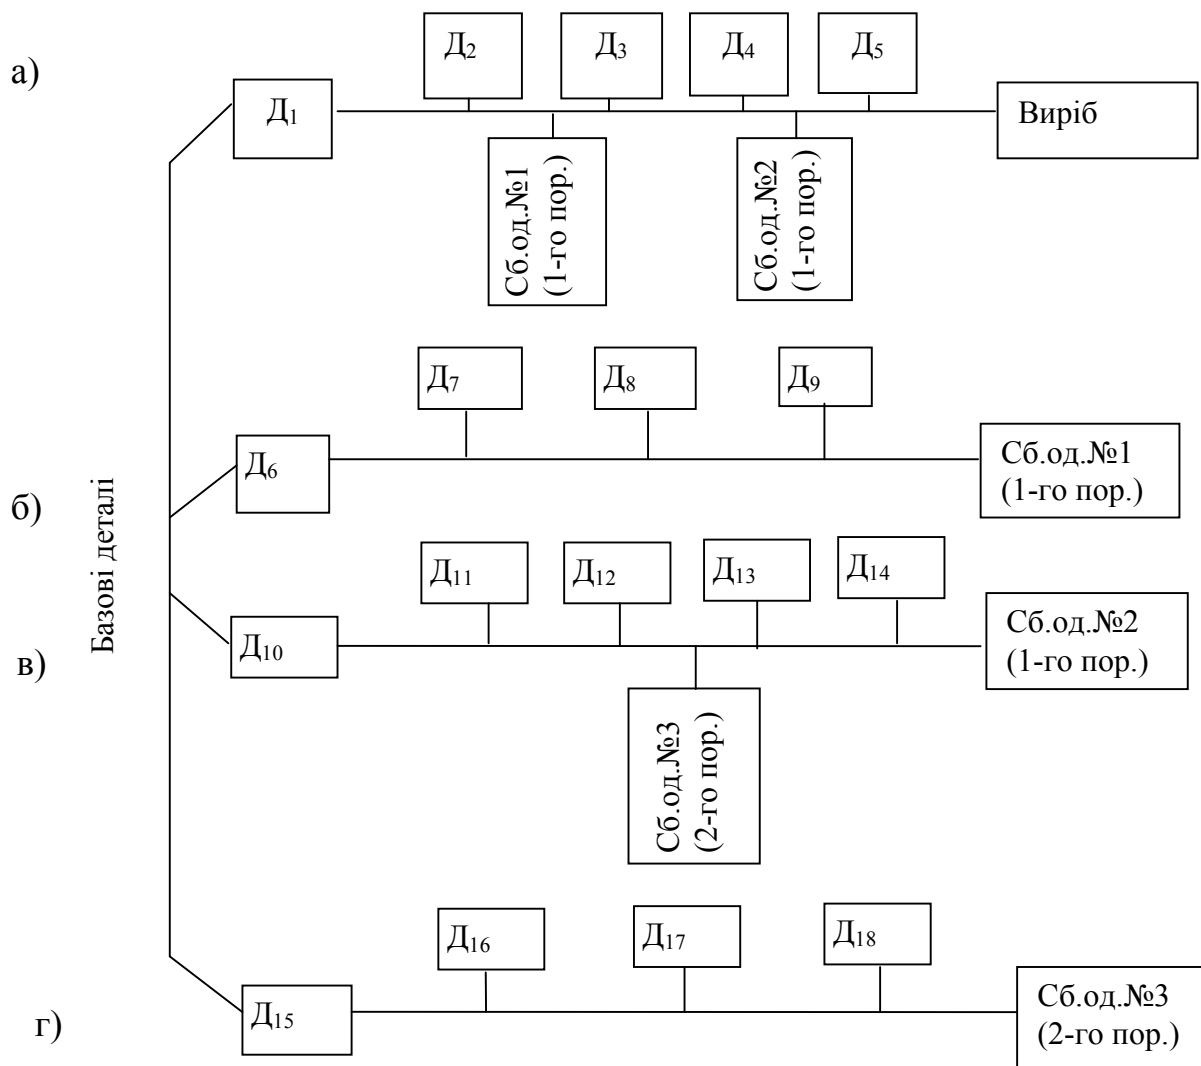 а)
Д2
Д3
Д4
Д5
Д1
Виріб
Сб.од.№1
(1-го пор.)
Сб.од.№2
(1-го пор.)
Базові деталі
б)
Д7
Д8
Д9
Д6
Сб.од.№1
(1-го пор.)
в)
Д11
Д12
Д13
Д14
Д10
Сб.од.№2
(1-го пор.)
Сб.од.№3
(2-го пор.)
г)
Д16
Д17
Д18
Д15
Сб.од.№3
(2-го пор.)